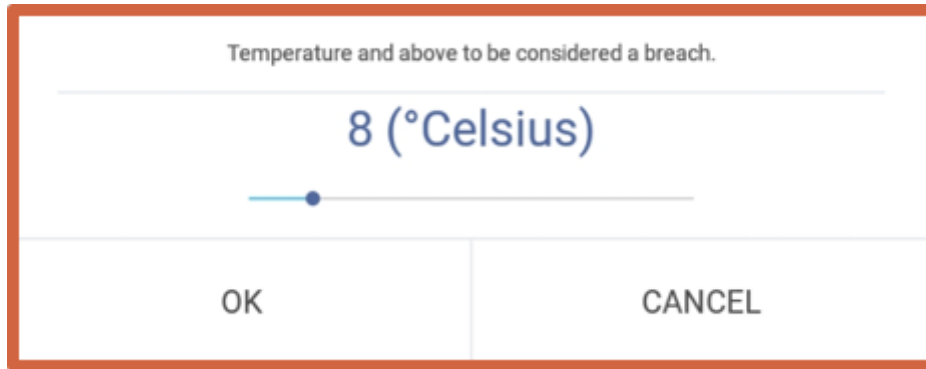 Temperature and above to be considered a breach.
8 (°Celsius)
OK
CANCEL